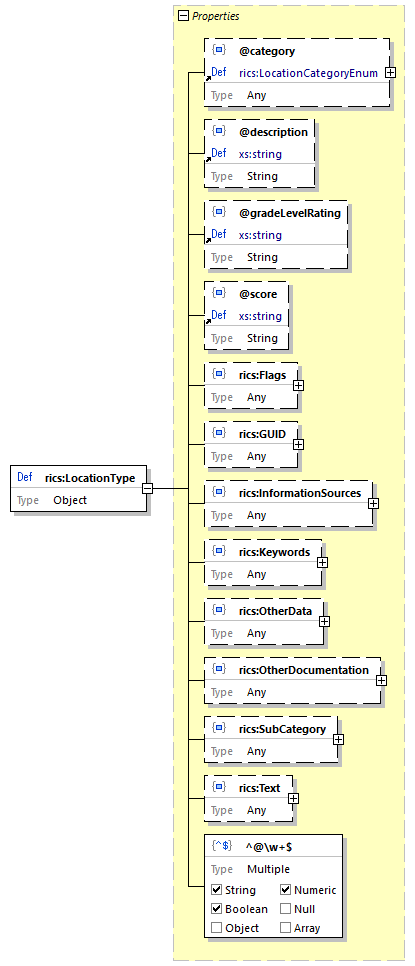 Properties
@category
Def rics:LocationCategoryEnum
Type Any
@description
Def xs:string
Type String
@gradeLevelRating
Def xs:string
Type String
@score
Def xs:string
Type String
rics:Flags
Type Any
rics:GUID
Type Any
Def rics:LocationType
Type Object
rics:InformationSources
Type Any
rics:Keywords
Type Any
rics:OtherData
Type Any
rics:OtherDocumentation
Type Any
rics:SubCategory
Type Any
rics:Text
Type Any
{^$} ^@\w+$
Type Multiple
String Numeric
Boolean Null
Object Array